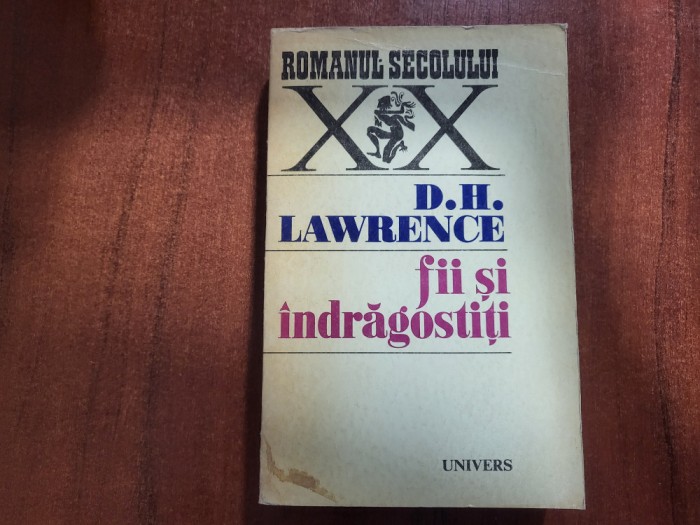 ROMANUL SECOLULUI
XX
D.H.
LAWRENCE
fii și
îndrăgostiți
UNIVERS